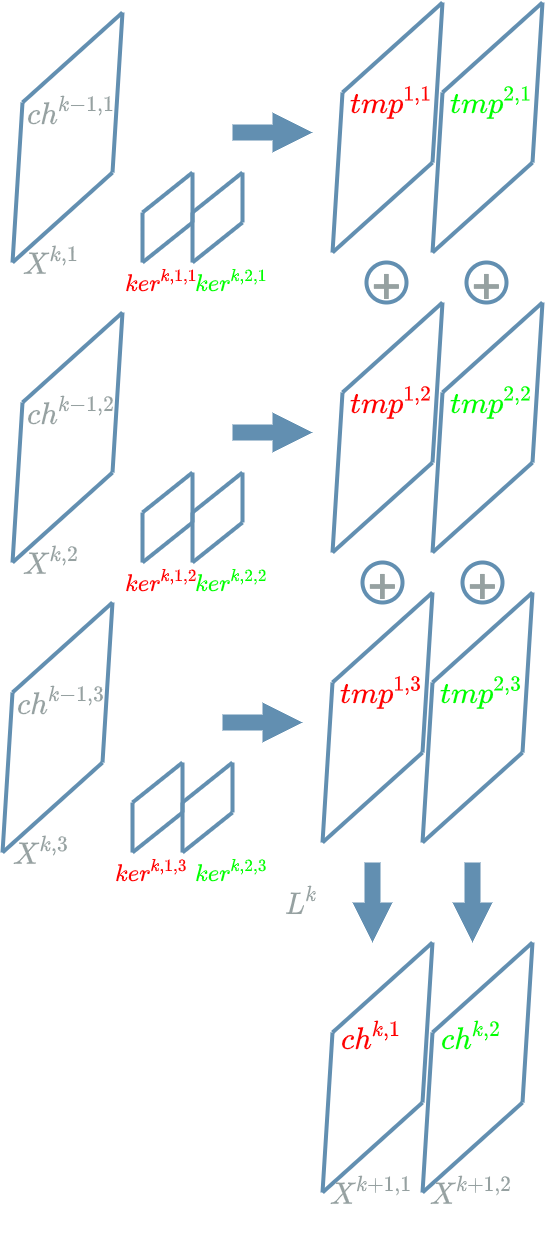 ch^{k-1,1} tmp^{1,1} tmp^{2,1}
X^{k,1}
ker^{k,1,1} ker^{k,2,1}
+ +
ch^{k-1,2} tmp^{1,2} tmp^{2,2}
X^{k,2}
ker^{k,1,2} ker^{k,2,2}
+ +
ch^{k-1,3} tmp^{1,3} tmp^{2,3}
X^{k,3}
ker^{k,1,3} ker^{k,2,3}
L^k
ch^{k,1} ch^{k,2}
X^{k+1,1} X^{k+1,2}